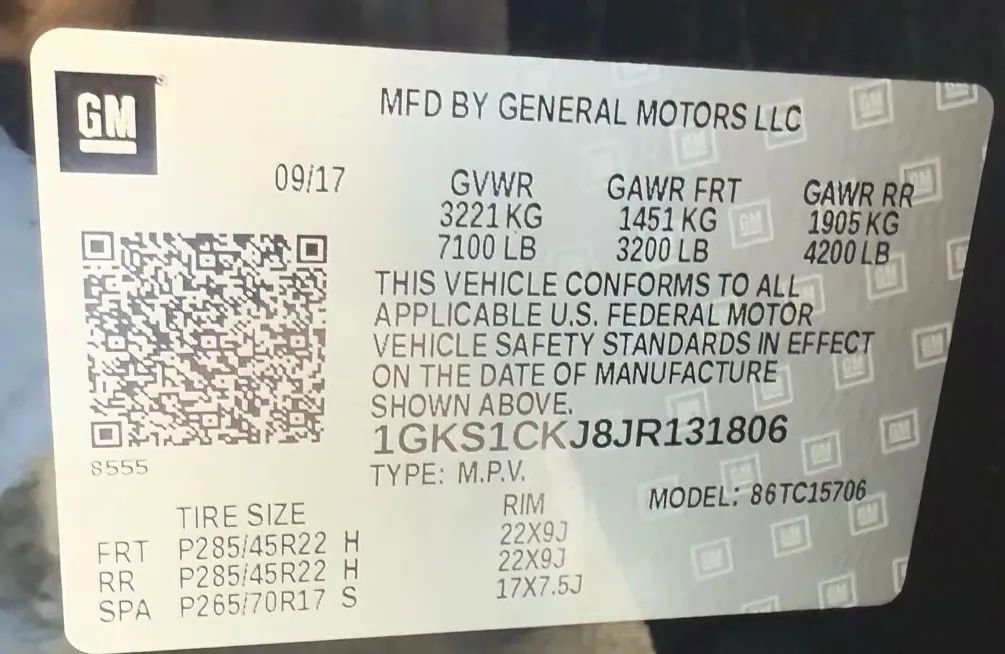 GM
MFD BY GENERAL MOTORS LLC
09/17
GVWR GAWR FRT GAWR RR
3221 KG 1451 KG 1905 KG
7100 LB 3200 LB 4200 LB
THIS VEHICLE CONFORMS TO ALL
APPLICABLE U.S. FEDERAL MOTOR
VEHICLE SAFETY STANDARDS IN EFFECT
ON THE DATE OF MANUFACTURE
SHOWN ABOVE.
1GKS1CKJ8JR131806
8555
TYPE: M.P.V.
MODEL: 86TC15706
TIRE SIZE RIM
FRT P285/45R22 H 22X9J
RR P285/45R22 H 22X9J
SPA P265/70R17 S 17X7.5J